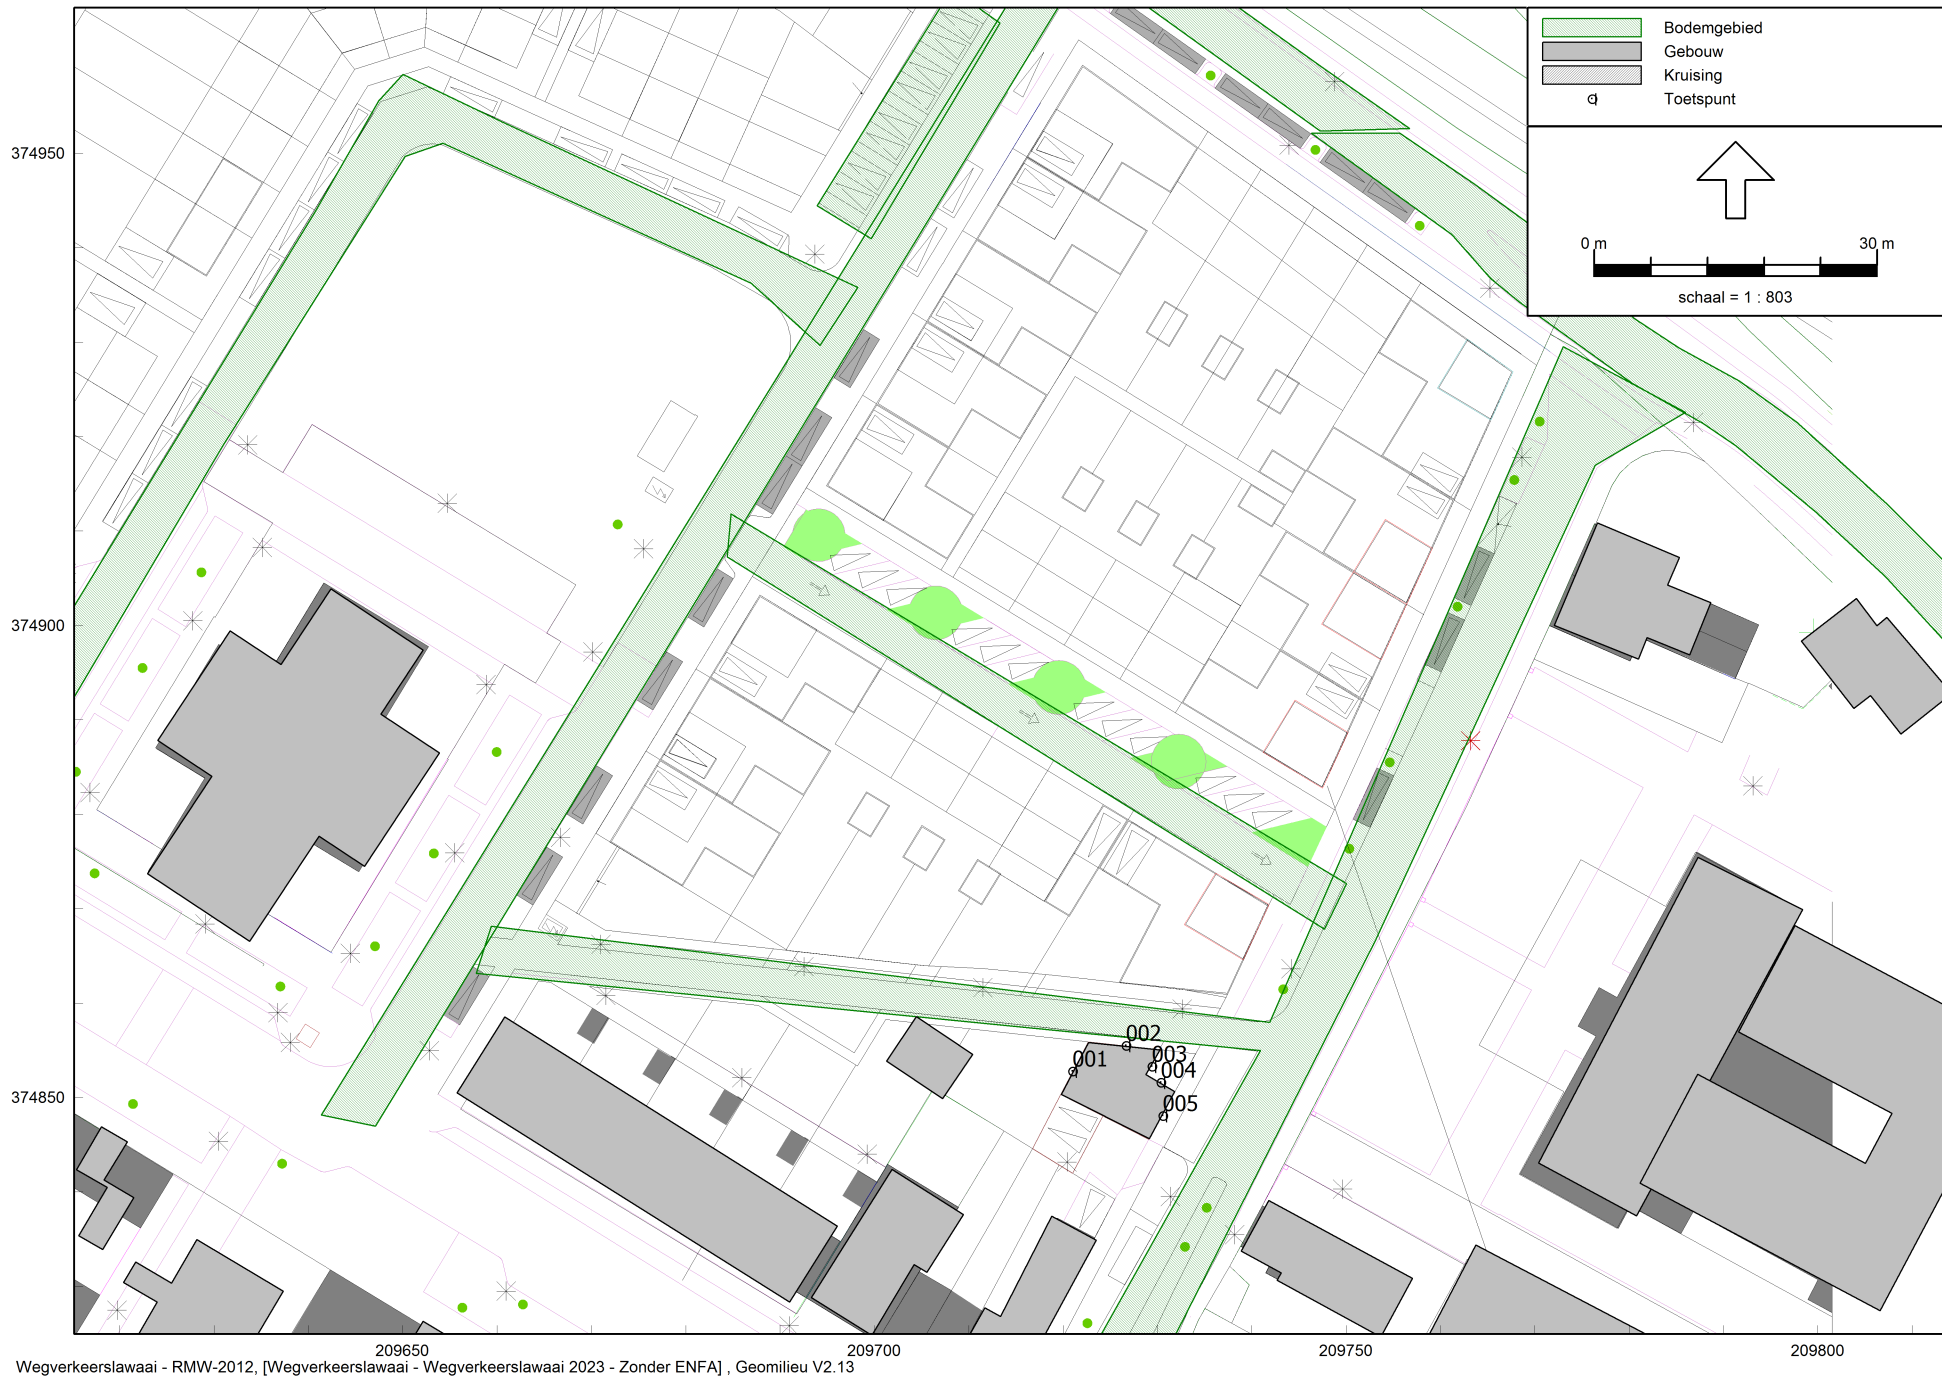 Bodemgebied
Gebouw
Kruising
Toetspunt
0 m 30 m
schaal = 1 : 803
374950
374900
374850
002
003
001
004
005
209650 209700 209750 209800
Wegverkeerslawaai - RMW-2012, [Wegverkeerslawaai - Wegverkeerslawaai 2023 - Zonder ENFA] , Geomilieu V2.13